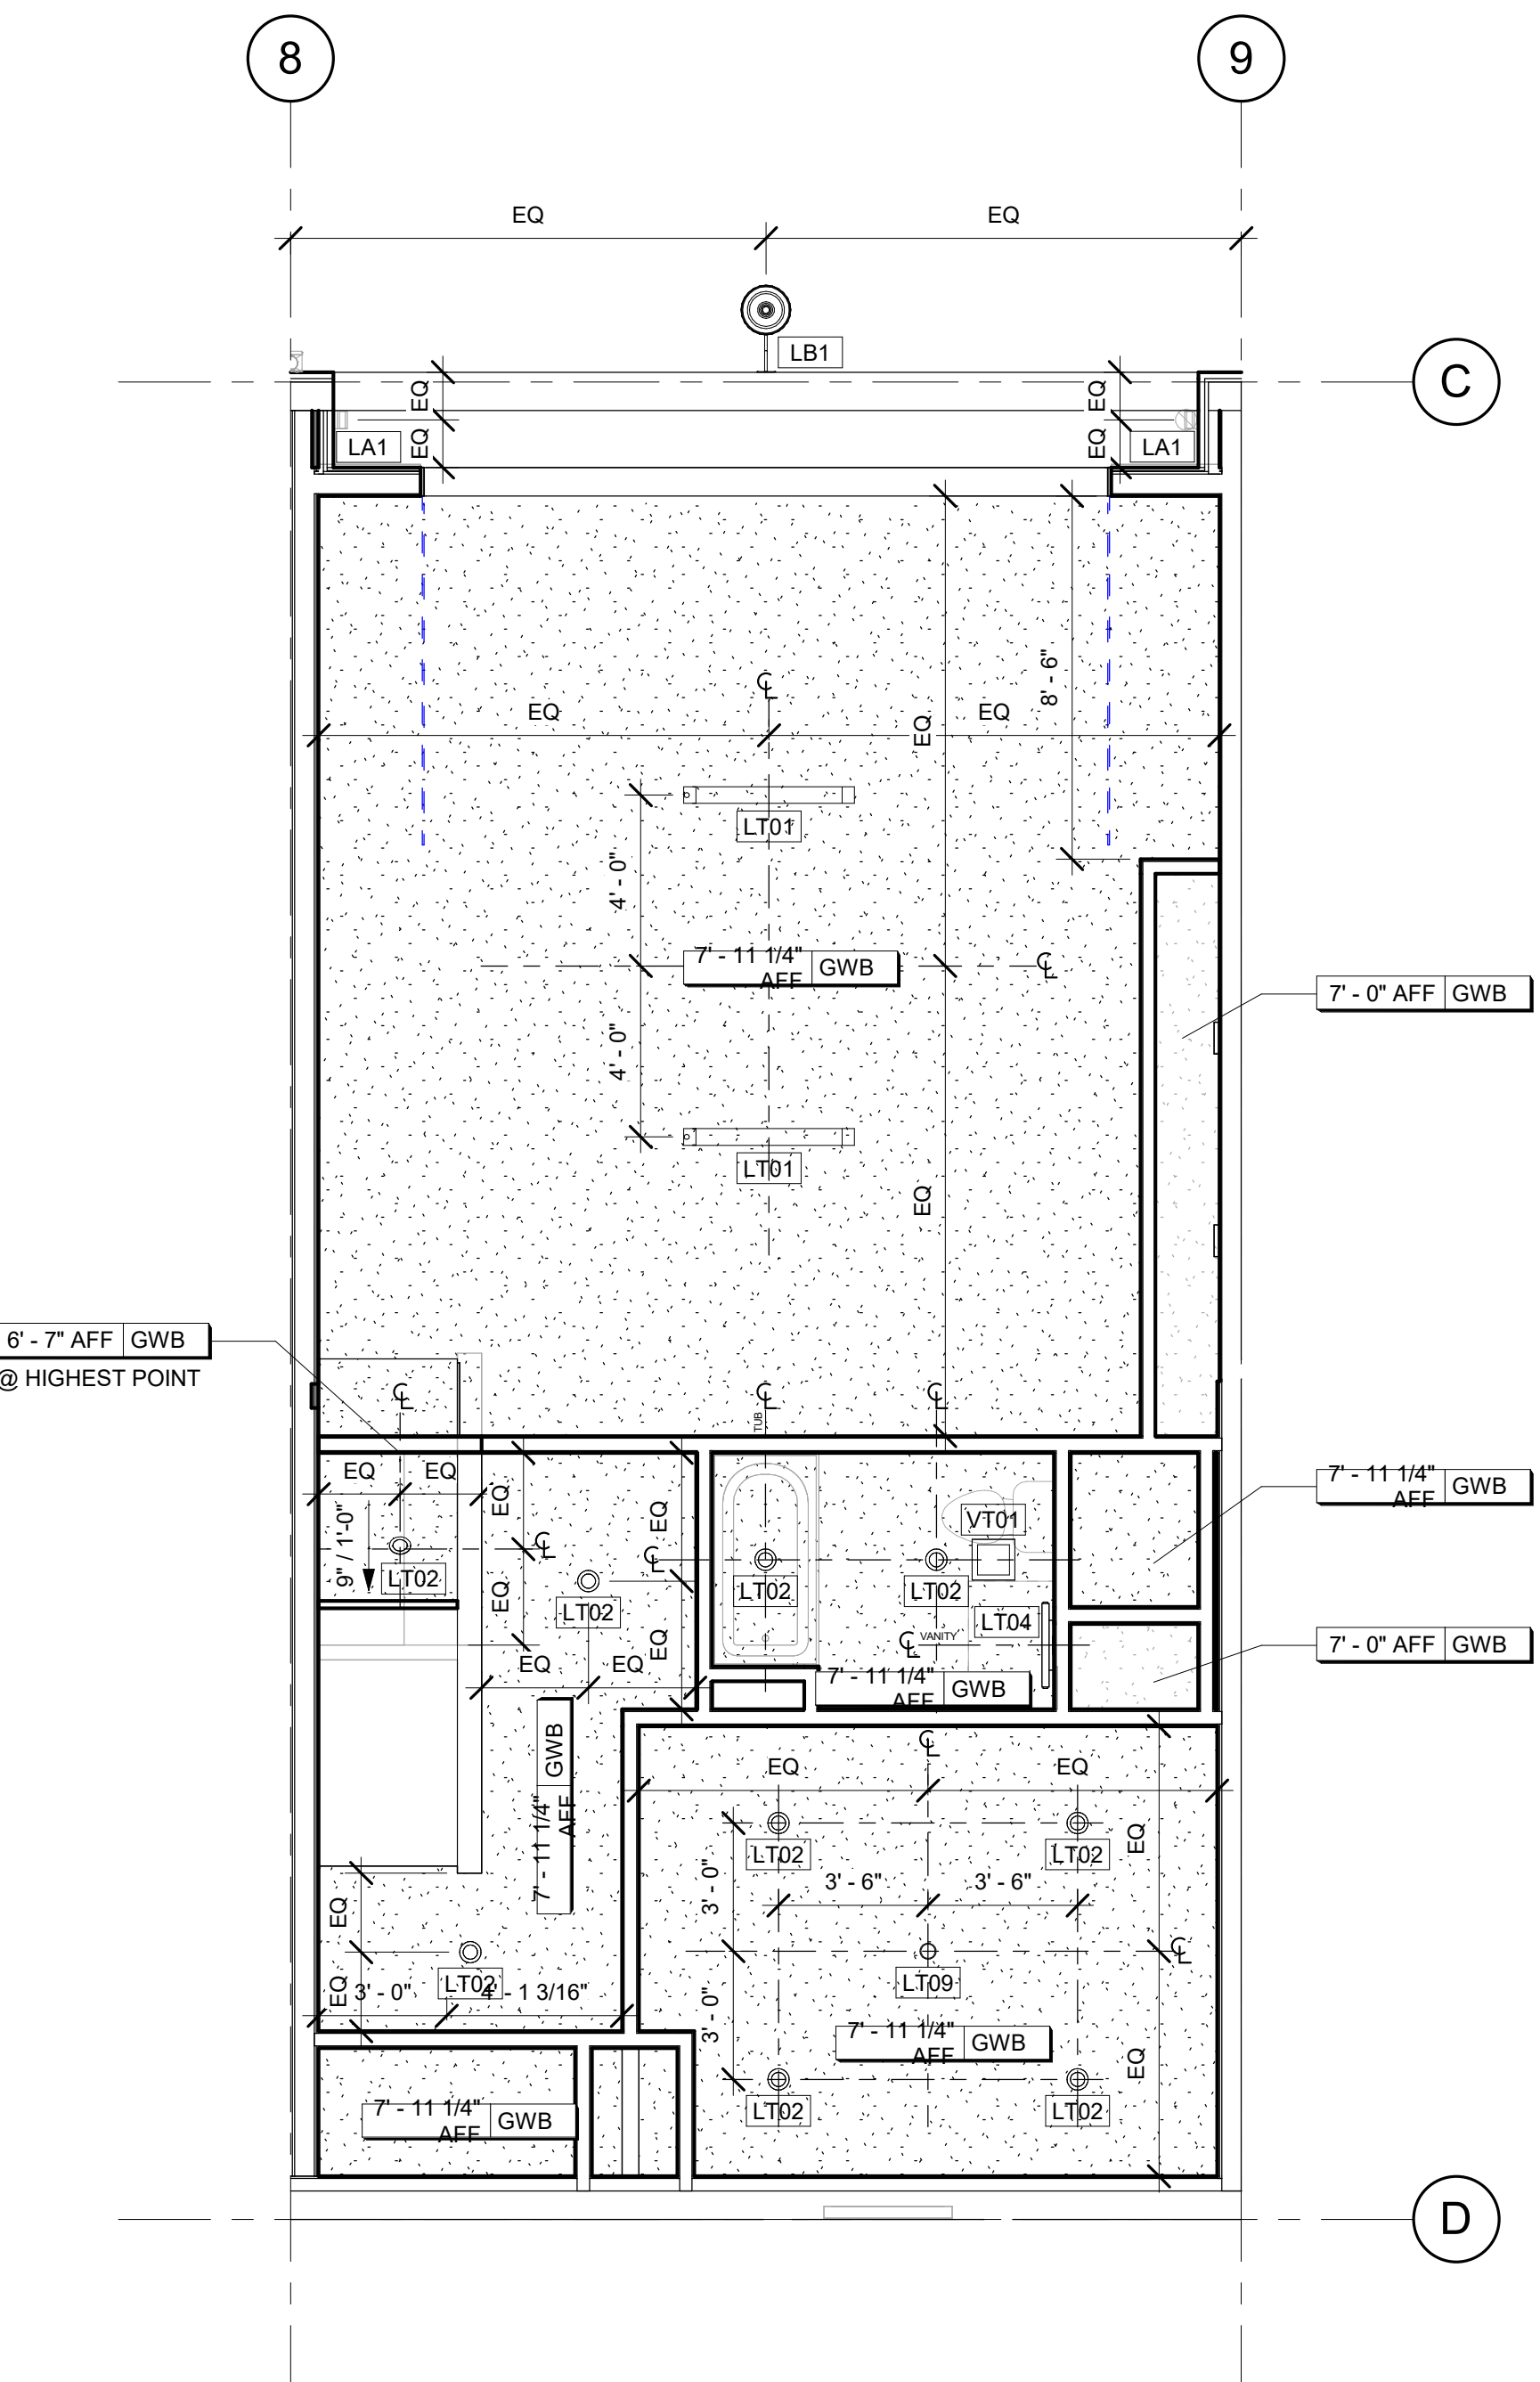 8
9
EQ
EQ
LB1
C
EQ
EQ
EQ
EQ
LA1
LA1
8' - 6"
℄
EQ
EQ
EQ
LT01
4' - 0"
7' - 11 1/4"
AFF
GWB
℄
7' - 0" AFF
GWB
4' - 0"
LT01
EQ
6' - 7" AFF
GWB
@ HIGHEST POINT
℄
℄
℄
TUB
EQ
EQ
EQ
EQ
7' - 11 1/4"
AFF
GWB
VT01
9" / 1'-0"
℄
℄
LT02
LT02
LT02
EQ
LT02
LT04
EQ
VANITY
℄
7' - 0" AFF
GWB
EQ
EQ
7' - 11 1/4"
AFF
GWB
7' - 11 1/4"
AFF
GWB
℄
EQ
EQ
EQ
LT02
LT02
3' - 0"
3' - 6"
3' - 6"
EQ
℄
LT02
LT09
EQ
3' - 0"
4' - 1 3/16"
3' - 0"
7' - 11 1/4"
AFF
GWB
EQ
LT02
LT02
7' - 11 1/4"
AFF
GWB
D